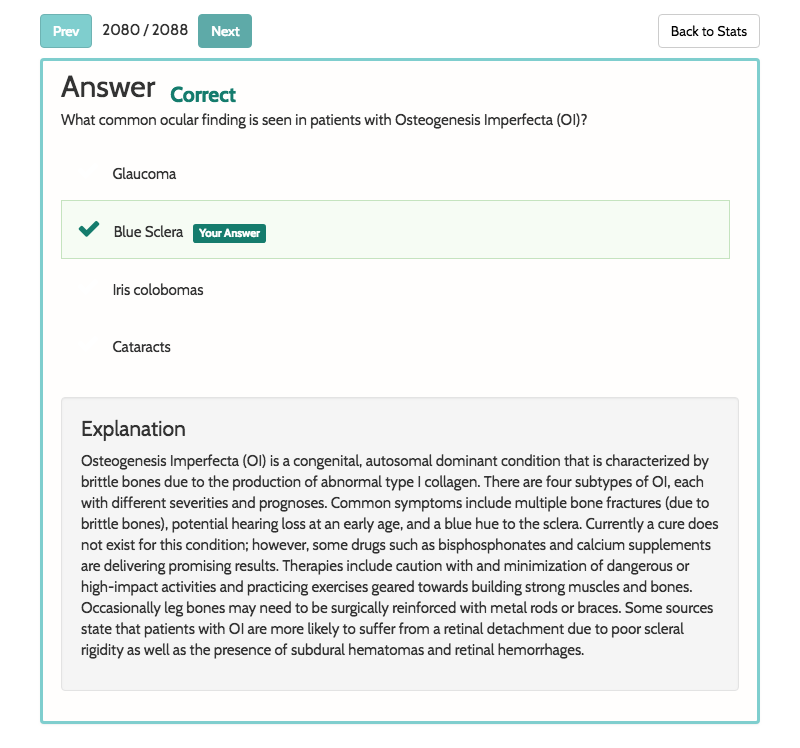 Prev 2080 / 2088 Next Back to Stats
Answer Correct
What common ocular finding is seen in patients with Osteogenesis Imperfecta (OI)?
Glaucoma
Blue Sclera Your Answer
Iris colobomas
Cataracts
Explanation
Osteogenesis Imperfecta (OI) is a congenital, autosomal dominant condition that is characterized by
brittle bones due to the production of abnormal type I collagen. There are four subtypes of OI, each
with different severities and prognoses. Common symptoms include multiple bone fractures (due to
brittle bones), potential hearing loss at an early age, and a blue hue to the sclera. Currently a cure does
not exist for this condition; however, some drugs such as bisphosphonates and calcium supplements
are delivering promising results. Therapies include caution with and minimization of dangerous or
high-impact activities and practicing exercises geared towards building strong muscles and bones.
Occasionally leg bones may need to be surgically reinforced with metal rods or braces. Some sources
state that patients with OI are more likely to suffer from a retinal detachment due to poor scleral
rigidity as well as the presence of subdural hematomas and retinal hemorrhages.